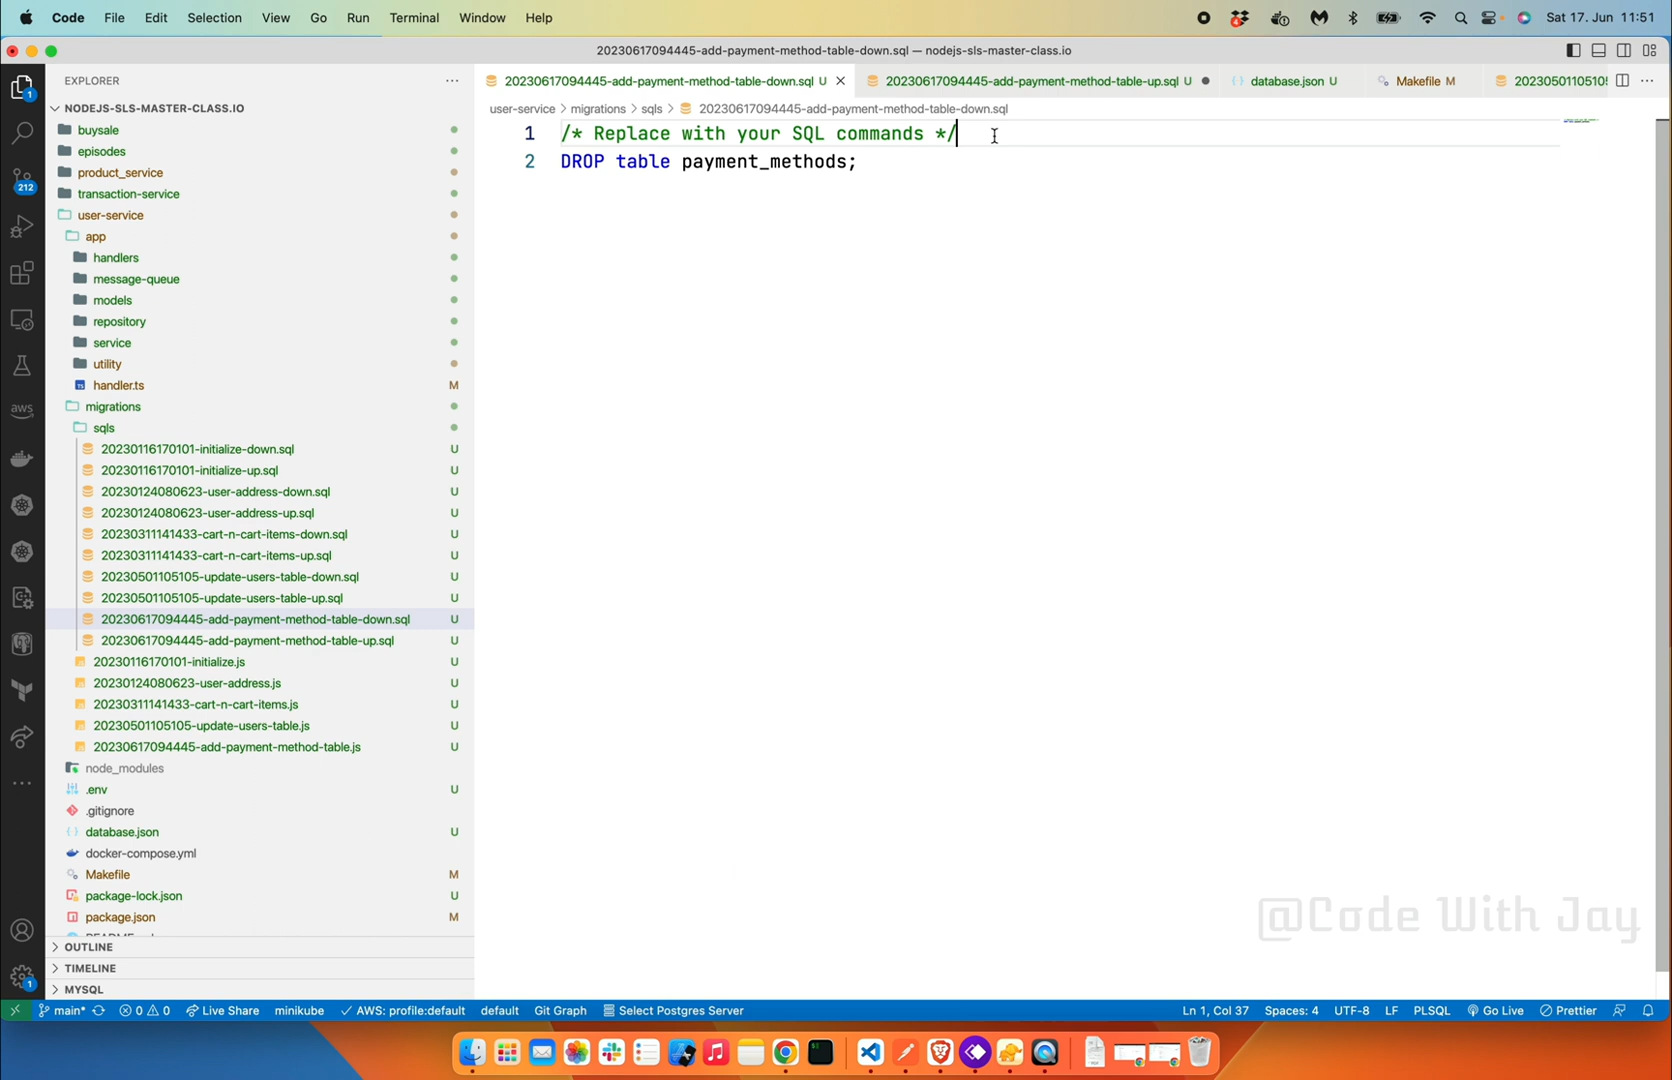 Code File Edit Selection View Go Run Terminal Window Help Sat 17. Jun 11:51
20230617094445-add-payment-method-table-down.sql — nodejs-sls-master-class.io
EXPLORER
20230617094445-add-payment-method-table-down.sql U 20230617094445-add-payment-method-table-up.sql U database.json U Makefile M 2023050110510
user-service > migrations > sqls > 20230617094445-add-payment-method-table-down.sql
1 /* Replace with your SQL commands */
2 DROP table payment_methods;
NODEJS-SLS-MASTER-CLASS.IO
buysale
episodes
product_service
transaction-service
user-service
app
handlers
message-queue
models
repository
service
utility
TS handler.ts M
migrations
sqls
20230116170101-initialize-down.sql U
20230116170101-initialize-up.sql U
20230124080623-user-address-down.sql U
20230124080623-user-address-up.sql U
20230311141433-cart-n-cart-items-down.sql U
20230311141433-cart-n-cart-items-up.sql U
20230501105105-update-users-table-down.sql U
20230501105105-update-users-table-up.sql U
20230617094445-add-payment-method-table-down.sql U
20230617094445-add-payment-method-table-up.sql U
20230116170101-initialize.js U
20230124080623-user-address.js U
20230311141433-cart-n-cart-items.js U
20230501105105-update-users-table.js U
20230617094445-add-payment-method-table.js U
node_modules
.env U
.gitignore
database.json U
docker-compose.yml
Makefile M
package-lock.json U
package.json M
OUTLINE
TIMELINE
MYSQL
1
212
aws
1
@Code With Jay
main* 0 0 Live Share minikube AWS: profile:default default Git Graph Select Postgres Server Ln 1, Col 37 Spaces: 4 UTF-8 LF PLSQL Go Live Prettier